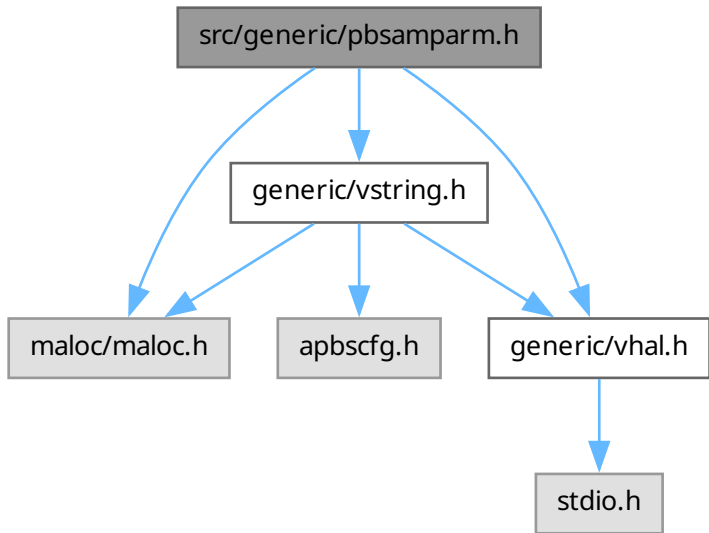 src/generic/pbsamparm.h
generic/vstring.h
maloc/maloc.h
apbscfg.h
generic/vhal.h
stdio.h